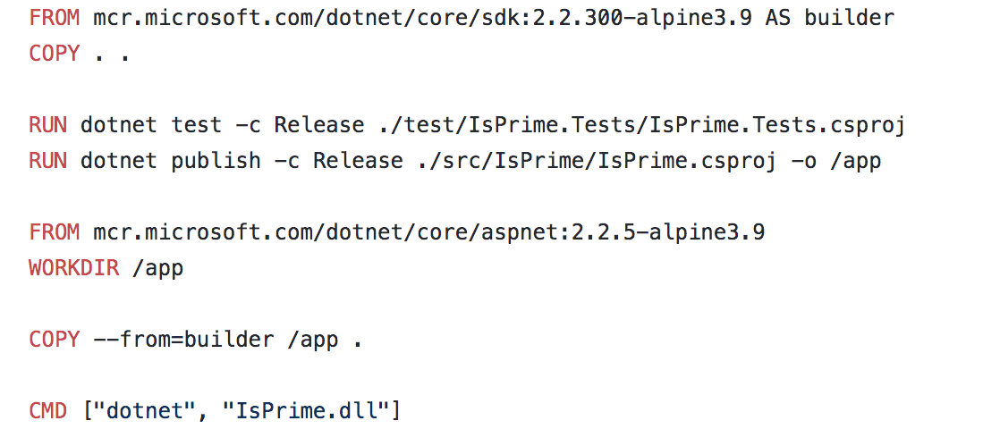 FROM mcr.microsoft.com/dotnet/core/sdk:2.2.300-alpine3.9 AS builder
COPY . .
RUN dotnet test -c Release ./test/IsPrime.Tests/IsPrime.Tests.csproj
RUN dotnet publish -c Release ./src/IsPrime/IsPrime.csproj -o /app
FROM mcr.microsoft.com/dotnet/core/aspnet:2.2.5-alpine3.9
WORKDIR /app
COPY --from=builder /app .
CMD ["dotnet", "IsPrime.dll"]